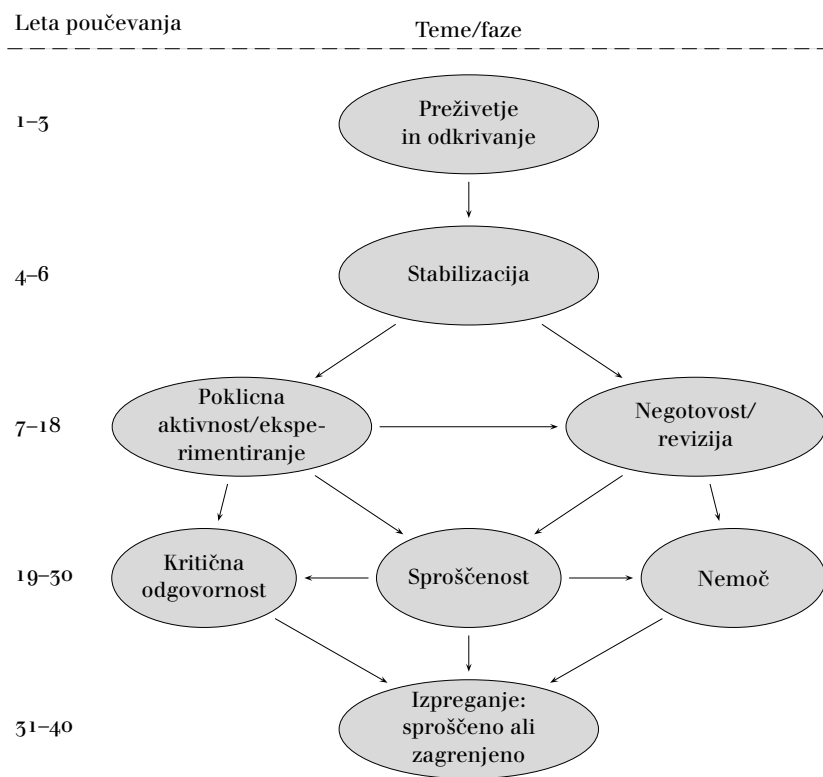 Leta poučevanja
Teme/faze
1–3
Preživetje
in odkrivanje
4–6
Stabilizacija
7–18
Poklicna
aktivnost/ekspe-
rimentiranje
Negotovost/
revizija
19–30
Kritična
odgovornost
Sproščenost
Nemoč
31–40
Izpreganje:
sproščeno ali
zagrenjeno